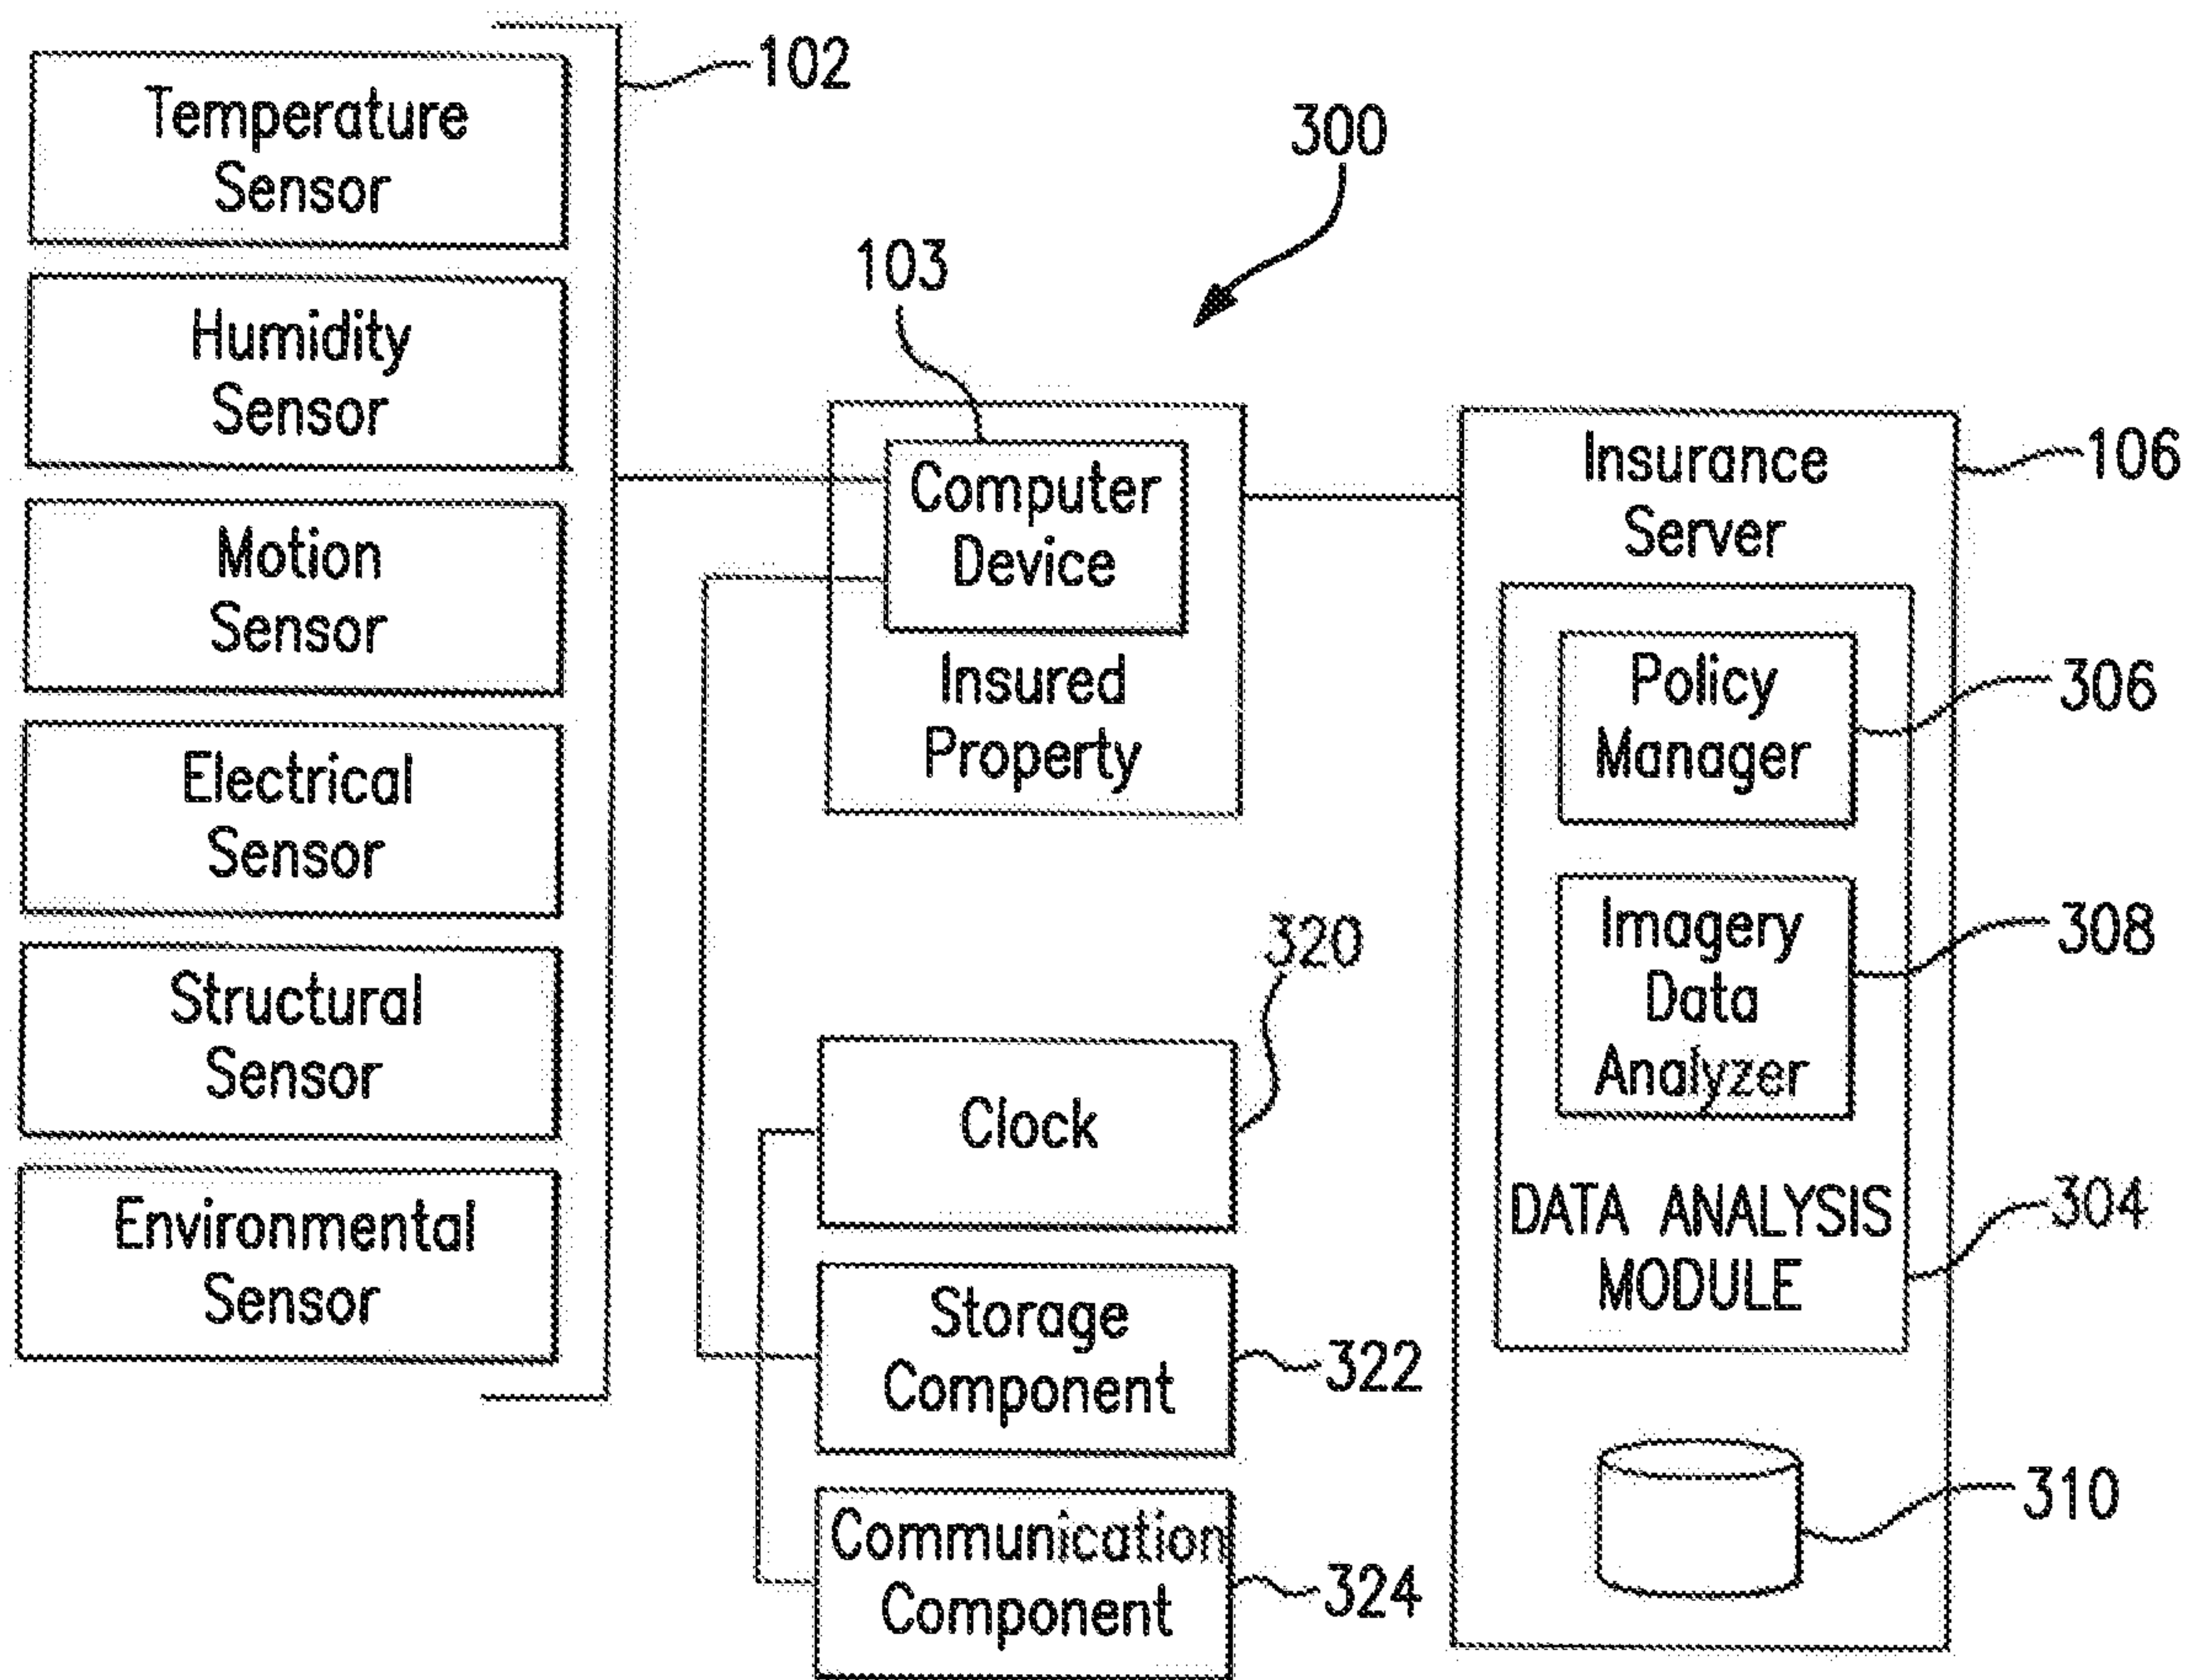 Temperature
Sensor
Humidity
Sensor
Motion
Sensor
Electrical
Sensor
Structural
Sensor
Environmental
Sensor
102
300
103
Computer
Device
Insured
Property
320
Clock
Storage
Component
322
Communication
Component
324
Insurance
Server
106
Policy
Manager
306
Imagery
Data
Analyzer
308
DATA ANALYSIS
MODULE
304
310